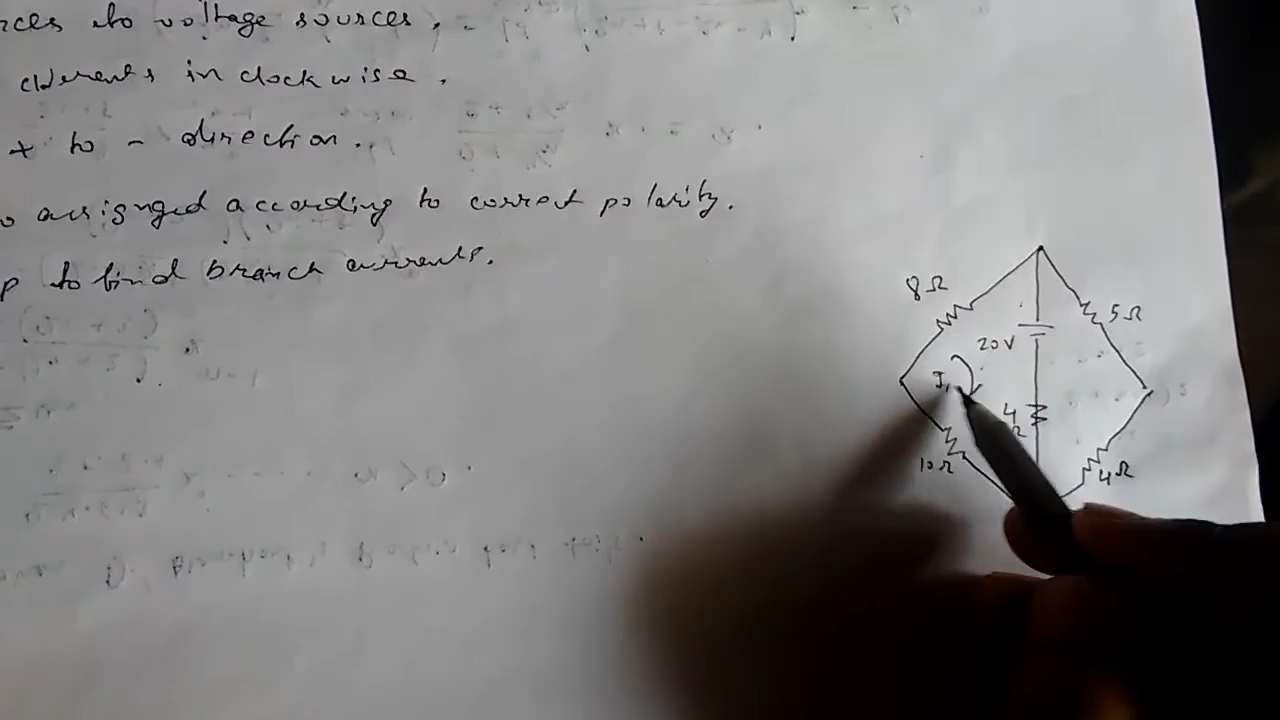 rces to voltage sources.
currents in clockwise.
+ to - direction.
o assigned according to correct polarity.
p to find branch currents.
8Ω
5Ω
20V
I₁
4
Ω
10Ω
4Ω